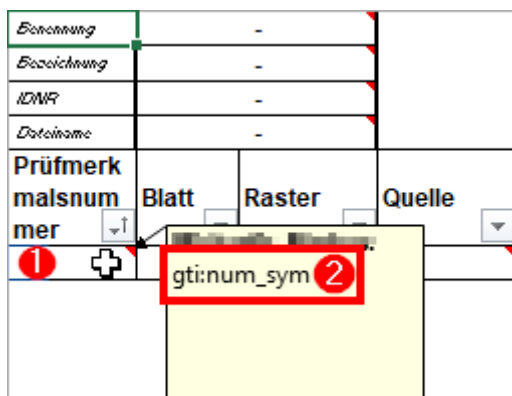 Benennung -
Bezeichnung -
IDNR -
Dateiname -
Prüfmerk
malsnum
mer
Blatt
Raster
Quelle
1
gti:num_sym 2